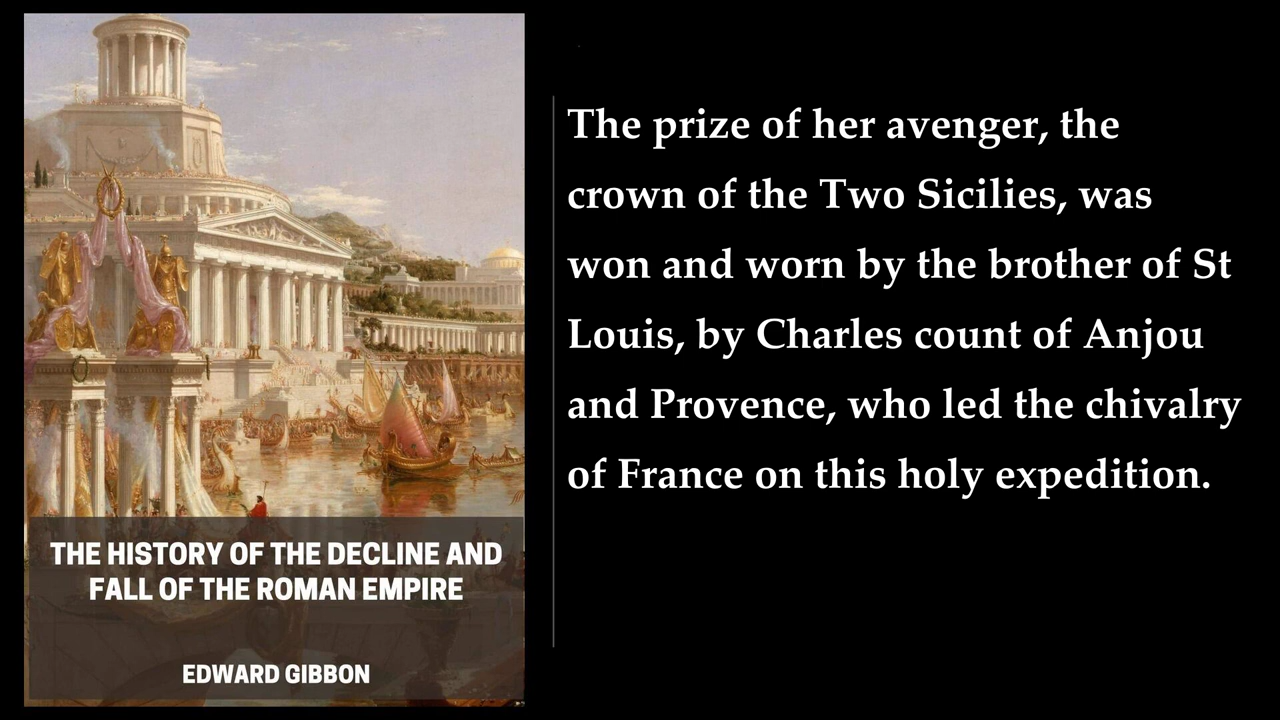 THE HISTORY OF THE DECLINE AND
FALL OF THE ROMAN EMPIRE
EDWARD GIBBON
The prize of her avenger, the
crown of the Two Sicilies, was
won and worn by the brother of St
Louis, by Charles count of Anjou
and Provence, who led the chivalry
of France on this holy expedition.